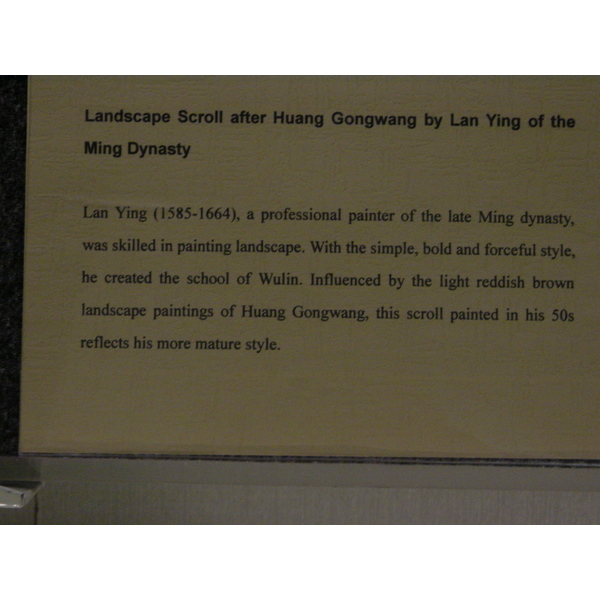 Landscape Scroll after Huang Gongwang by Lan Ying of the
Ming Dynasty
Lan Ying (1585-1664), a professional painter of the late Ming dynasty,
was skilled in painting landscape. With the simple, bold and forceful style,
he created the school of Wulin. Influenced by the light reddish brown
landscape paintings of Huang Gongwang, this scroll painted in his 50s
reflects his more mature style.